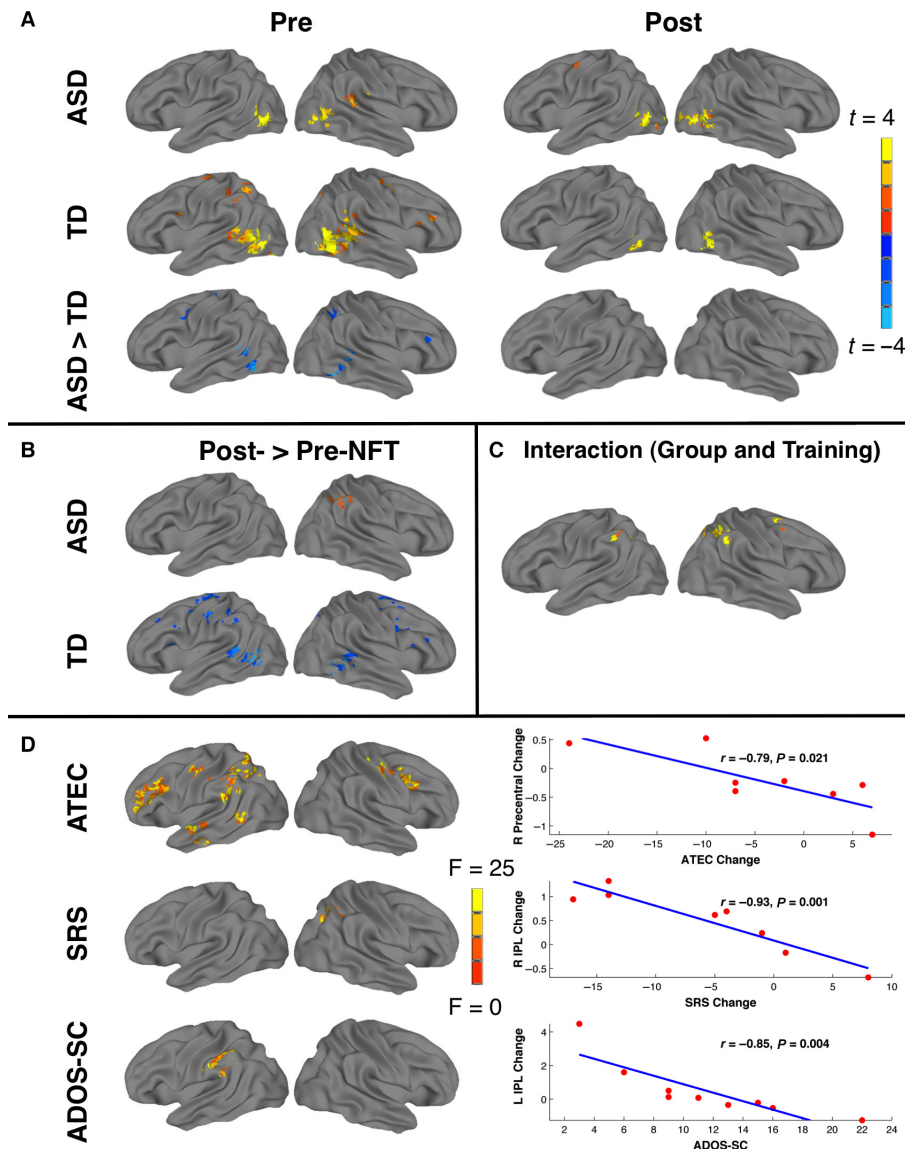 A
Pre
Post
ASD
TD
ASD > TD
t = 4
t = −4
B
Post- > Pre-NFT
ASD
TD
C
Interaction (Group and Training)
D
ATEC
SRS
ADOS-SC
F = 25
F = 0
R Precentral Change
0.5
0
−0.5
−1
r = −0.79, P = 0.021
−25 −20 −15 −10 −5 0 5
ATEC Change
R IPL Change
1
0.5
0
−0.5
r = −0.93, P = 0.001
−15 −10 −5 0 5 10
SRS Change
L IPL Change
4
2
0
r = −0.85, P = 0.004
2 4 6 8 10 12 14 16 18 20 22 24
ADOS-SC